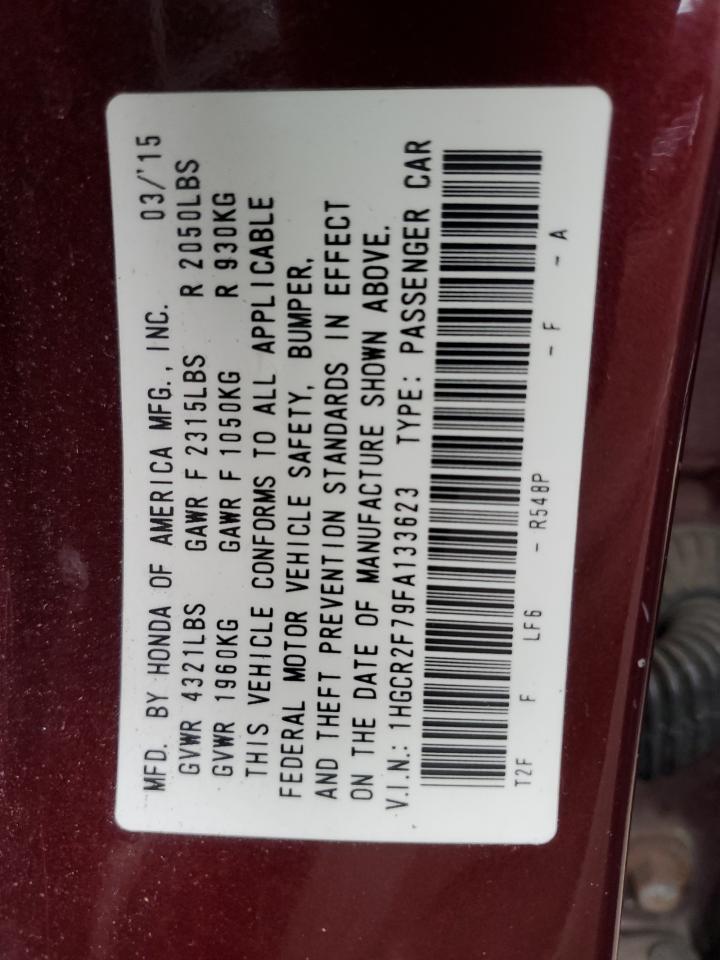 MFD. BY HONDA OF AMERICA MFG., INC. 03/'15
GVWR 4321LBS GAWR F 2315LBS R 2050LBS
GVWR 1960KG GAWR F 1050KG R 930KG
THIS VEHICLE CONFORMS TO ALL APPLICABLE
FEDERAL MOTOR VEHICLE SAFETY, BUMPER,
AND THEFT PREVENTION STANDARDS IN EFFECT
ON THE DATE OF MANUFACTURE SHOWN ABOVE.
V.I.N.: 1HGCR2F79FA133623 TYPE: PASSENGER CAR
T2F F LF6 - R548P - F - A